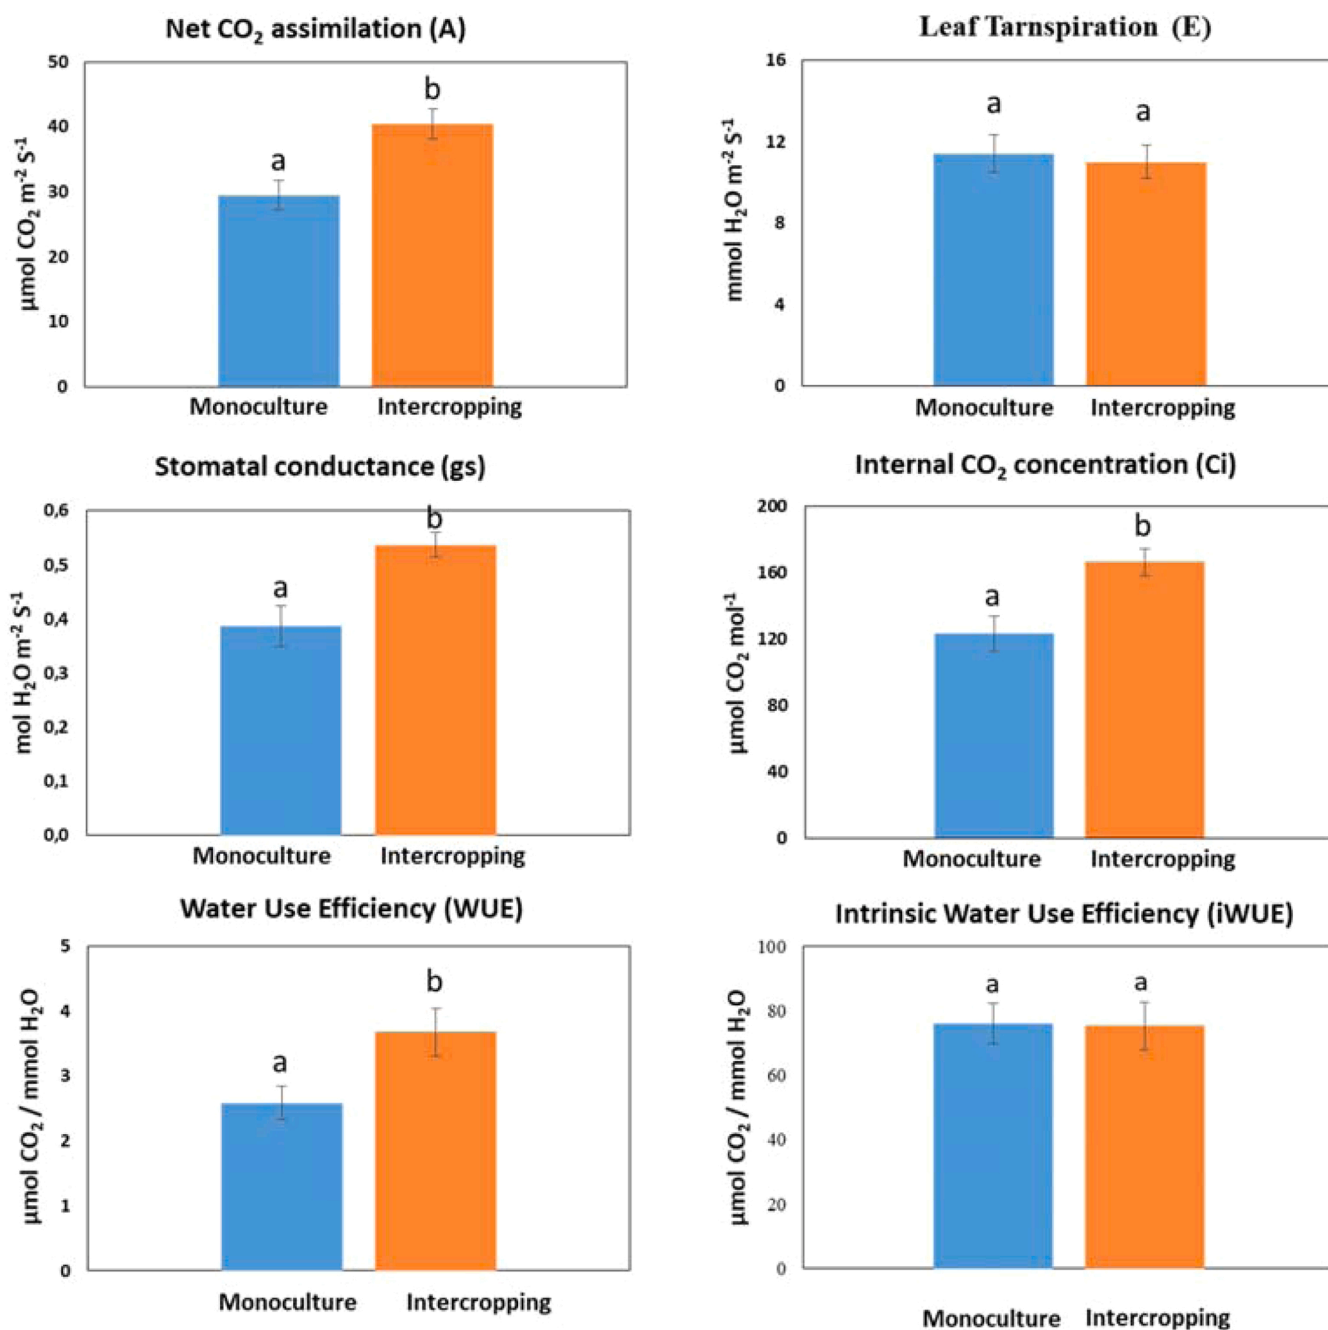 Net CO₂ assimilation (A)
µmol CO₂ m⁻² S⁻¹
50
40
30
20
10
0
a
b
Monoculture
Intercropping
Leaf Tarnspiration (E)
mmol H₂O m⁻² S⁻¹
16
12
8
4
0
a
a
Monoculture
Intercropping
Stomatal conductance (gs)
mol H₂O m⁻² S⁻¹
0,6
0,5
0,4
0,3
0,2
0,1
0,0
a
b
Monoculture
Intercropping
Internal CO₂ concentration (Ci)
µmol CO₂ mol⁻¹
200
160
120
80
40
0
a
b
Monoculture
Intercropping
Water Use Efficiency (WUE)
µmol CO₂ / mmol H₂O
5
4
3
2
1
0
a
b
Monoculture
Intercropping
Intrinsic Water Use Efficiency (iWUE)
µmol CO₂ / mmol H₂O
100
80
60
40
20
0
a
a
Monoculture
Intercropping